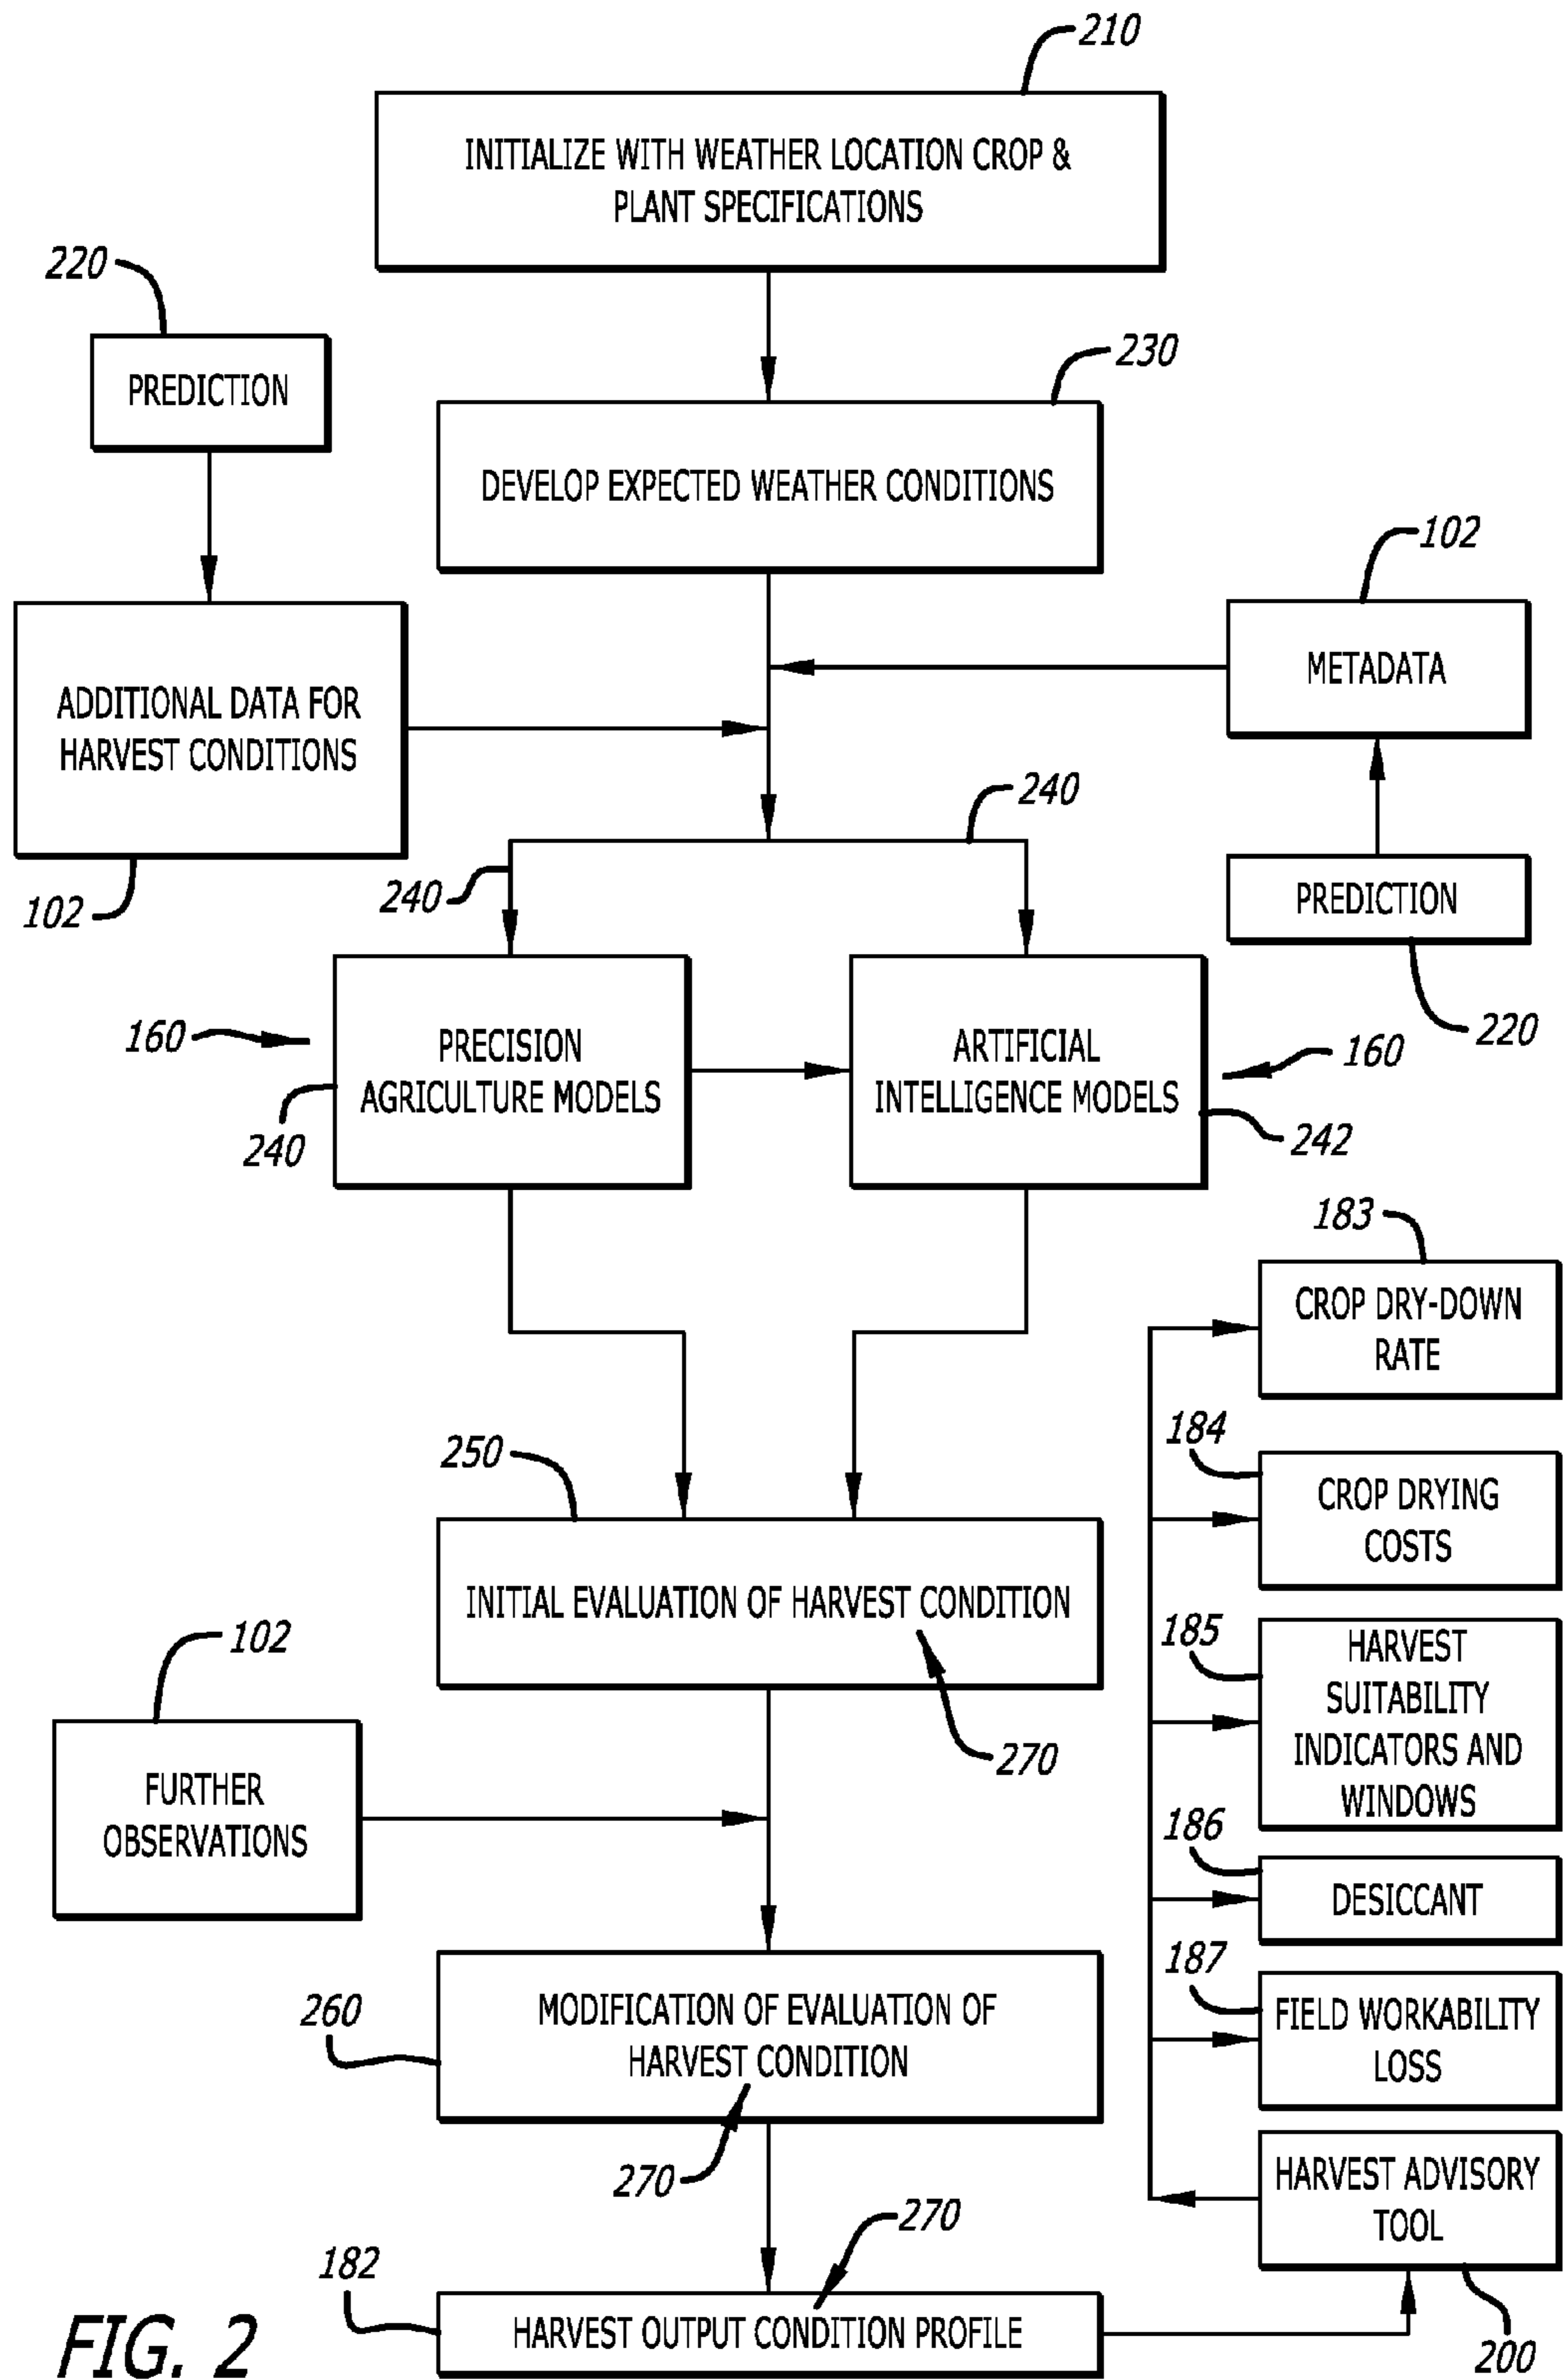 210
INITIALIZE WITH WEATHER LOCATION CROP &
PLANT SPECIFICATIONS
220
PREDICTION
230
DEVELOP EXPECTED WEATHER CONDITIONS
102
METADATA
ADDITIONAL DATA FOR
HARVEST CONDITIONS
102
240
240
PREDICTION
220
160
PRECISION
AGRICULTURE MODELS
240
ARTIFICIAL
INTELLIGENCE MODELS
160
242
183
CROP DRY-DOWN
RATE
184
CROP DRYING
COSTS
250
INITIAL EVALUATION OF HARVEST CONDITION
270
185
HARVEST
SUITABILITY
INDICATORS AND
WINDOWS
102
FURTHER
OBSERVATIONS
186
DESICCANT
187
FIELD WORKABILITY
LOSS
260
MODIFICATION OF EVALUATION OF
HARVEST CONDITION
270
HARVEST ADVISORY
TOOL
200
270
182
HARVEST OUTPUT CONDITION PROFILE
FIG. 2